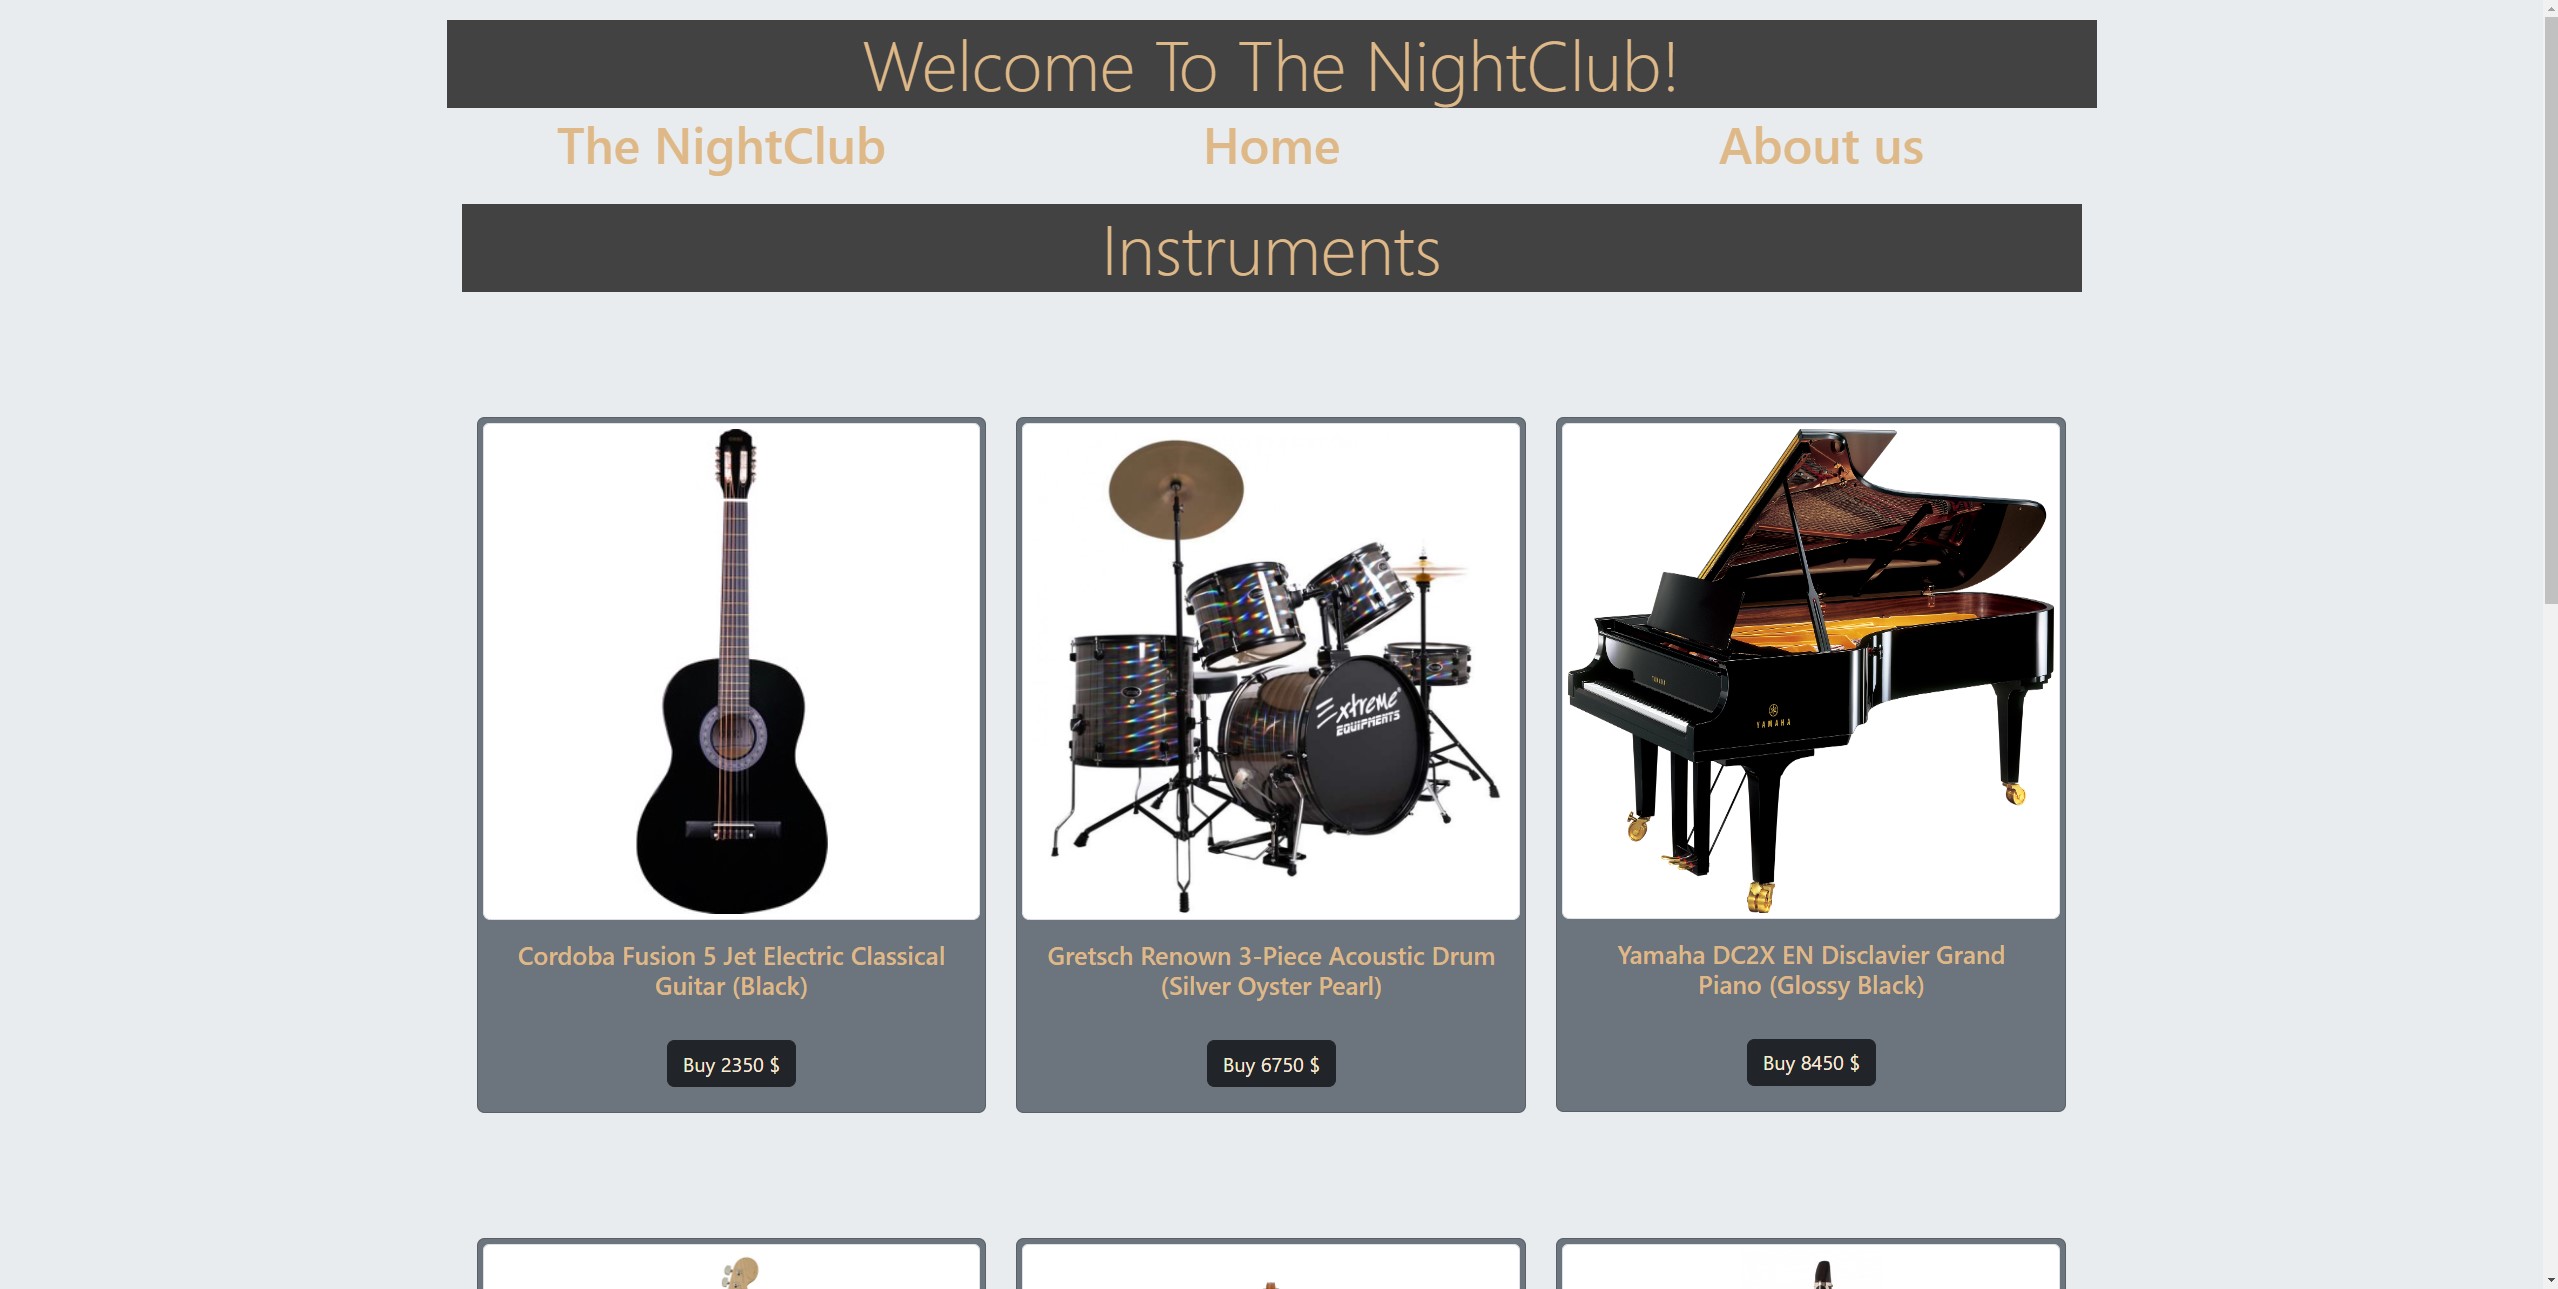 Welcome To The NightClub!
The NightClub Home About us
Instruments
Extreme
EQUIPMENTS
YAMAHA
YAMAHA
Cordoba Fusion 5 Jet Electric Classical
Guitar (Black)
Buy 2350 $
Gretsch Renown 3-Piece Acoustic Drum
(Silver Oyster Pearl)
Buy 6750 $
Yamaha DC2X EN Disclavier Grand
Piano (Glossy Black)
Buy 8450 $